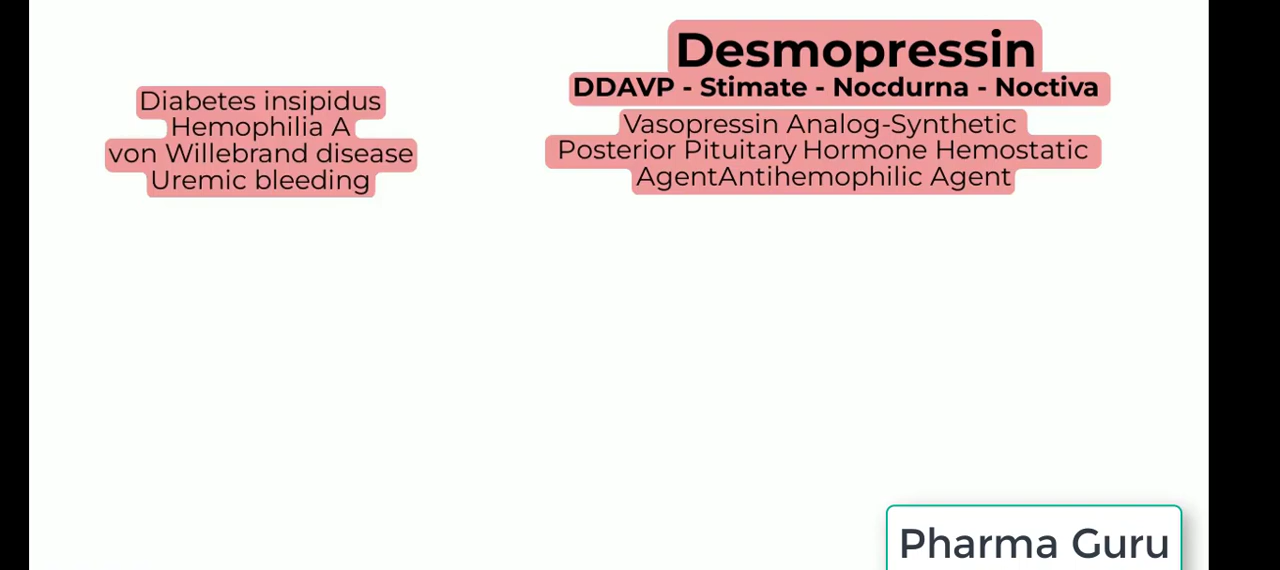 Desmopressin
DDAVP - Stimate - Nocdurna - Noctiva
Vasopressin Analog-Synthetic
Posterior Pituitary Hormone Hemostatic
AgentAntihemophilic Agent
Diabetes insipidus
Hemophilia A
von Willebrand disease
Uremic bleeding
Pharma Guru